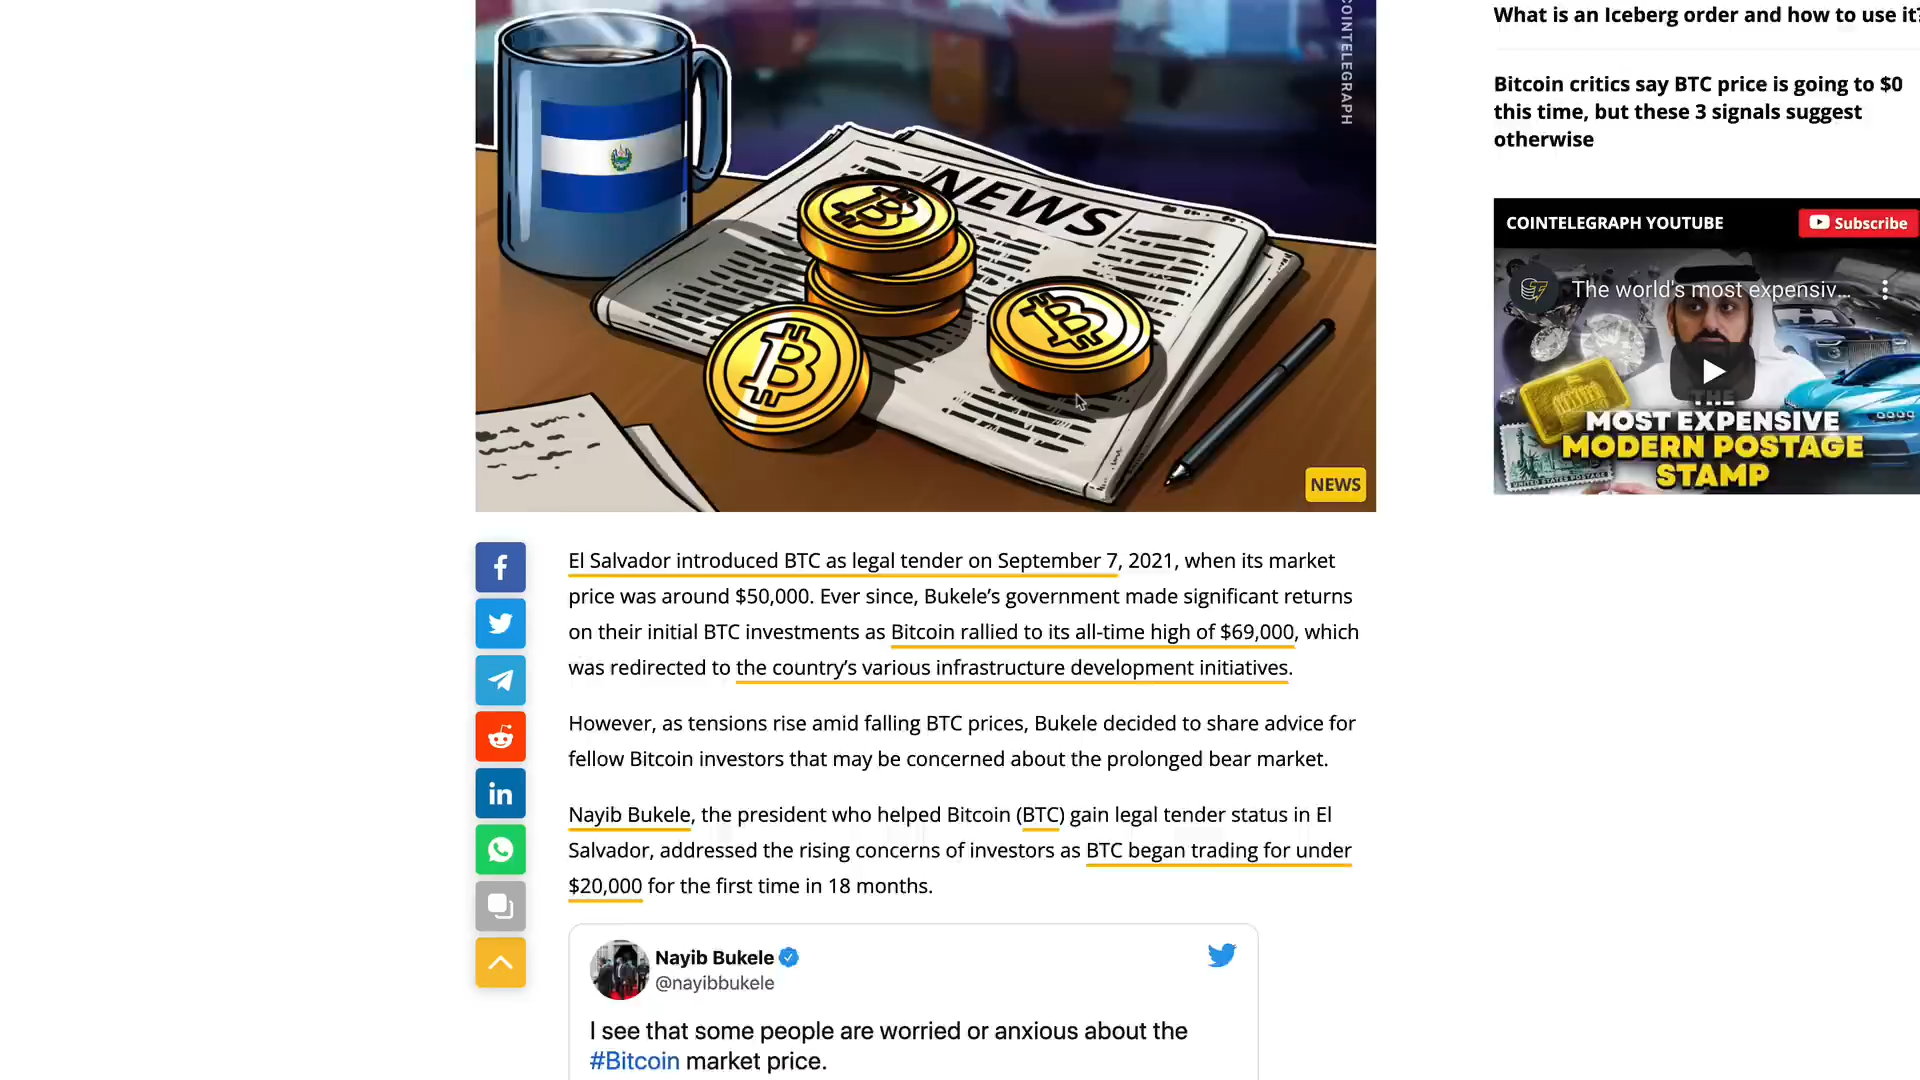 COINTELEGRAPH
NEWS
NEWS
El Salvador introduced BTC as legal tender on September 7, 2021, when its market
price was around $50,000. Ever since, Bukele’s government made significant returns
on their initial BTC investments as Bitcoin rallied to its all-time high of $69,000, which
was redirected to the country’s various infrastructure development initiatives.
However, as tensions rise amid falling BTC prices, Bukele decided to share advice for
fellow Bitcoin investors that may be concerned about the prolonged bear market.
Nayib Bukele, the president who helped Bitcoin (BTC) gain legal tender status in El
Salvador, addressed the rising concerns of investors as BTC began trading for under
$20,000 for the first time in 18 months.
Nayib Bukele
@nayibbukele
I see that some people are worried or anxious about the
#Bitcoin market price.
What is an Iceberg order and how to use it?
Bitcoin critics say BTC price is going to $0
this time, but these 3 signals suggest
otherwise
COINTELEGRAPH YOUTUBE
Subscribe
The world's most expensiv...
THE
MOST EXPENSIVE
MODERN POSTAGE
STAMP
UNITED STATES POSTAGE